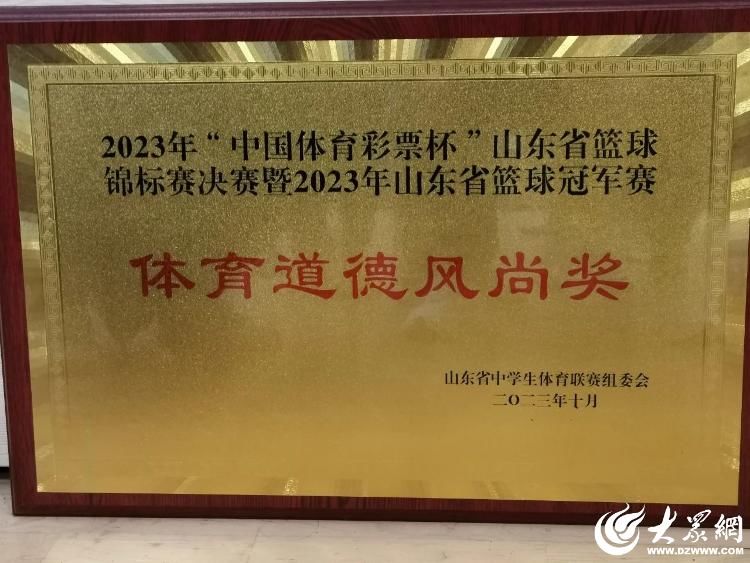 2023年“中国体育彩票杯”山东省篮球
锦标赛决赛暨2023年山东省篮球冠军赛
体育道德风尚奖
山东省中学生体育联赛组委会
二〇二三年十月
大眾網
www.dzwww.com